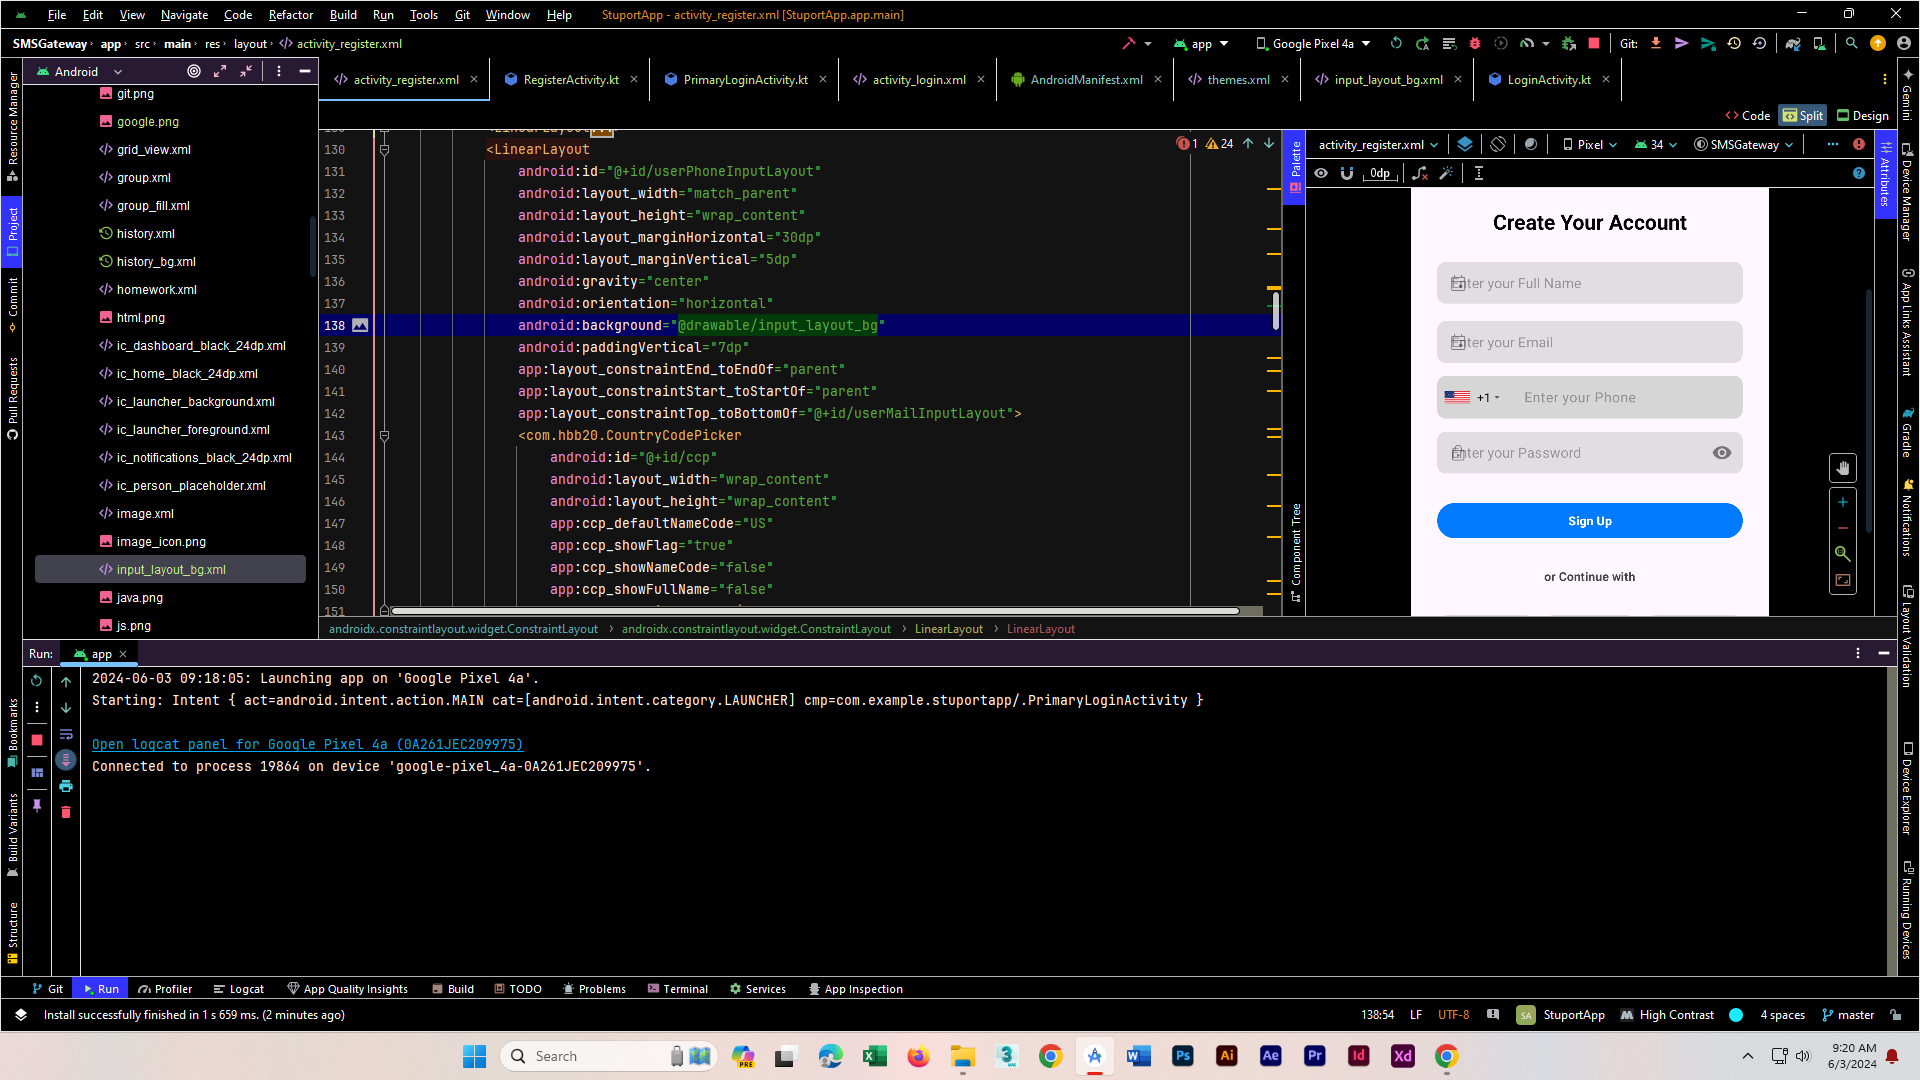 File Edit View Navigate Code Refactor Build Run Tools Git Window Help StuportApp - activity_register.xml [StuportApp.app.main]
SMSGateway app src main res layout activity_register.xml
app Google Pixel 4a Git:
Android
activity_register.xml RegisterActivity.kt PrimaryLoginActivity.kt activity_login.xml AndroidManifest.xml themes.xml input_layout_bg.xml LoginActivity.kt
Code Split Design
Resource Manager
Project
Commit
Pull Requests
Bookmarks
Build Variants
Structure
git.png
google.png
grid_view.xml
group.xml
group_fill.xml
history.xml
history_bg.xml
homework.xml
html.png
ic_dashboard_black_24dp.xml
ic_home_black_24dp.xml
ic_launcher_background.xml
ic_launcher_foreground.xml
ic_notifications_black_24dp.xml
ic_person_placeholder.xml
image.xml
image_icon.png
input_layout_bg.xml
java.png
js.png
1 24
130 <LinearLayout
131 android:id="@+id/userPhoneInputLayout"
132 android:layout_width="match_parent"
133 android:layout_height="wrap_content"
134 android:layout_marginHorizontal="30dp"
135 android:layout_marginVertical="5dp"
136 android:gravity="center"
137 android:orientation="horizontal"
138 android:background="@drawable/input_layout_bg"
139 android:paddingVertical="7dp"
140 app:layout_constraintEnd_toEndOf="parent"
141 app:layout_constraintStart_toStartOf="parent"
142 app:layout_constraintTop_toBottomOf="@+id/userMailInputLayout">
143 <com.hbb20.CountryCodePicker
144 android:id="@+id/ccp"
145 android:layout_width="wrap_content"
146 android:layout_height="wrap_content"
147 app:ccp_defaultNameCode="US"
148 app:ccp_showFlag="true"
149 app:ccp_showNameCode="false"
150 app:ccp_showFullName="false"
151
androidx.constraintlayout.widget.ConstraintLayout androidx.constraintlayout.widget.ConstraintLayout LinearLayout LinearLayout
Palette
Component Tree
activity_register.xml Pixel 34 SMSGateway
0dp
Attributes
Create Your Account
Enter your Full Name
Enter your Email
+1 Enter your Phone
Enter your Password
Sign Up
or Continue with
Gemini
Device Manager
App Links Assistant
Gradle
Notifications
Layout Validation
Device Explorer
Running Devices
Run: app
2024-06-03 09:18:05: Launching app on 'Google Pixel 4a'.
Starting: Intent { act=android.intent.action.MAIN cat=[android.intent.category.LAUNCHER] cmp=com.example.stuportapp/.PrimaryLoginActivity }
Open logcat panel for Google Pixel 4a (0A261JEC209975)
Connected to process 19864 on device 'google-pixel_4a-0A261JEC209975'.
Git Run Profiler Logcat App Quality Insights Build TODO Problems Terminal Services App Inspection
Install successfully finished in 1 s 659 ms. (2 minutes ago) 138:54 LF UTF-8 SA StuportApp High Contrast 4 spaces master
Search PRE Ps Ai Ae Pr Id Xd
9:20 AM
6/3/2024